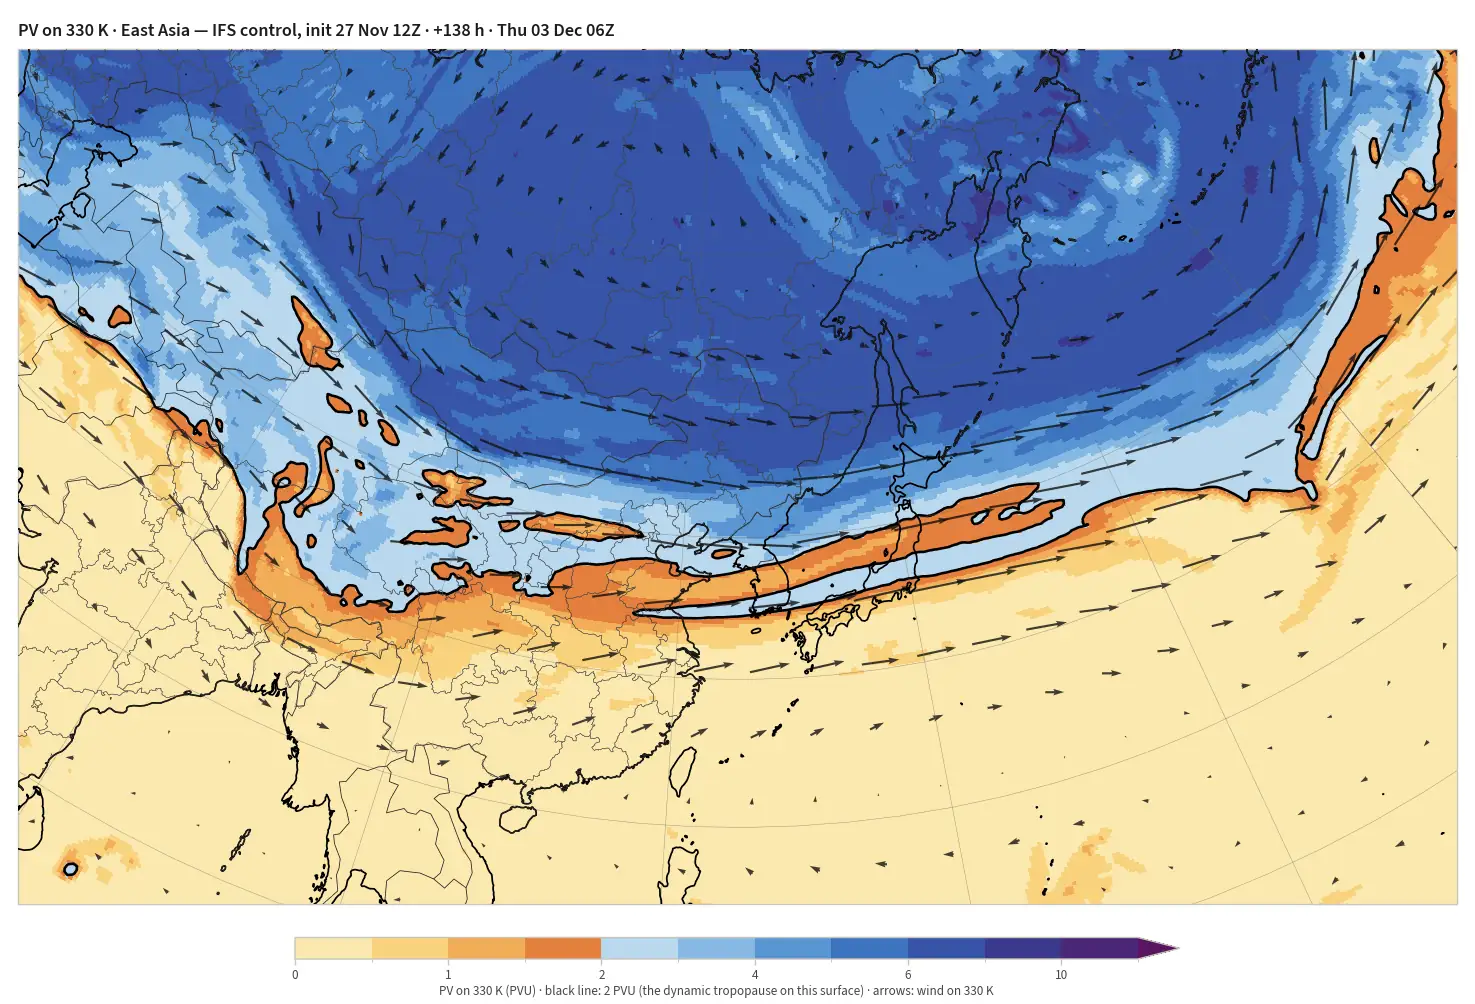 PV on 330 K · East Asia — IFS control, init 27 Nov 12Z · +138 h · Thu 03 Dec 06Z
0 1 2 4 6 10
PV on 330 K (PVU) · black line: 2 PVU (the dynamic tropopause on this surface) · arrows: wind on 330 K